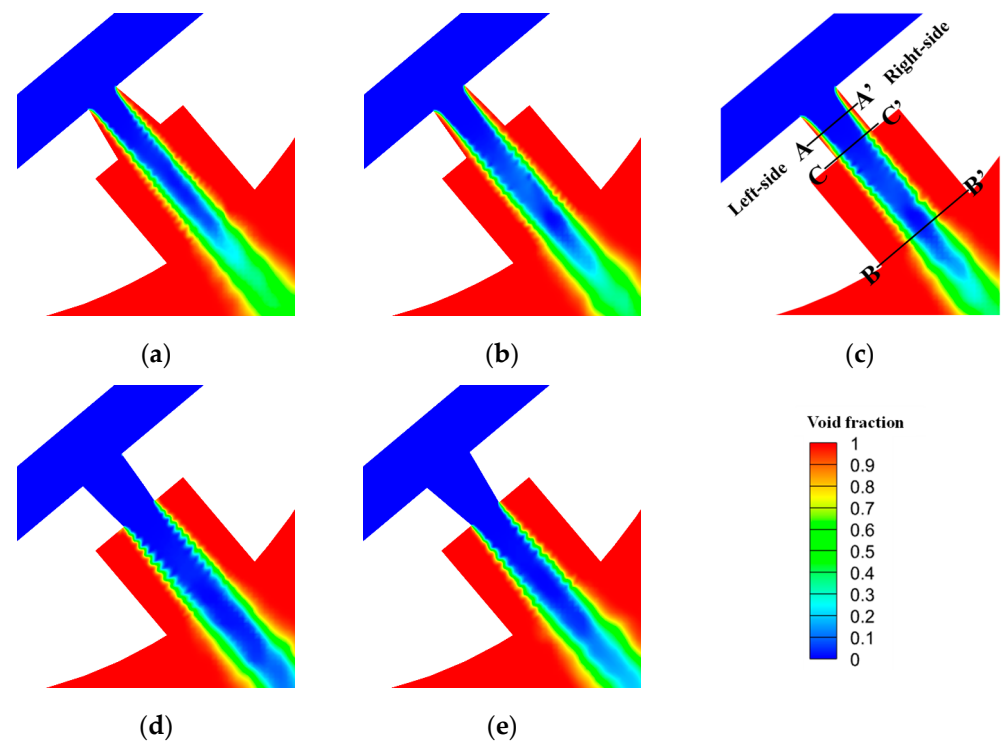 Right-side
A'
C'
A
C
Left-side
B'
B
(a)
(b)
(c)
Void fraction
1
0.9
0.8
0.7
0.6
0.5
0.4
0.3
0.2
0.1
0
(d)
(e)